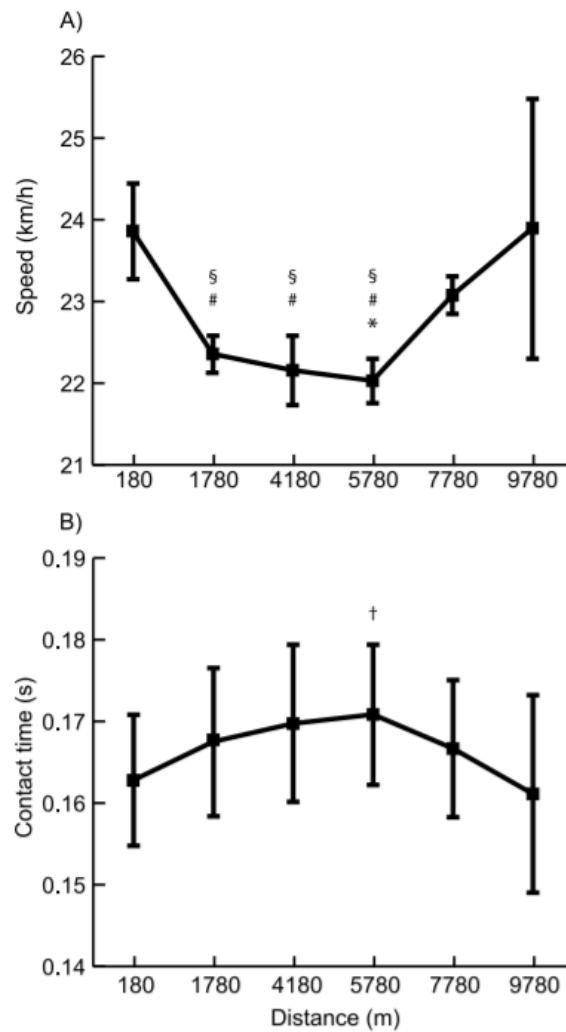 A)
26
25
24
23
22
21
Speed (km/h)
§ § §
# # #
*
180 1780 4180 5780 7780 9780
B)
0.19
0.18
0.17
0.16
0.15
0.14
Contact time (s)
†
180 1780 4180 5780 7780 9780
Distance (m)